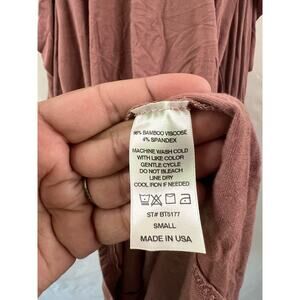 96% BAMBOO VISCOSE
4% SPANDEX
MACHINE WASH COLD
WITH LIKE COLOR
GENTLE CYCLE
DO NOT BLEACH
LINE DRY
COOL IRON IF NEEDED
ST# BT5177
SMALL
MADE IN USA